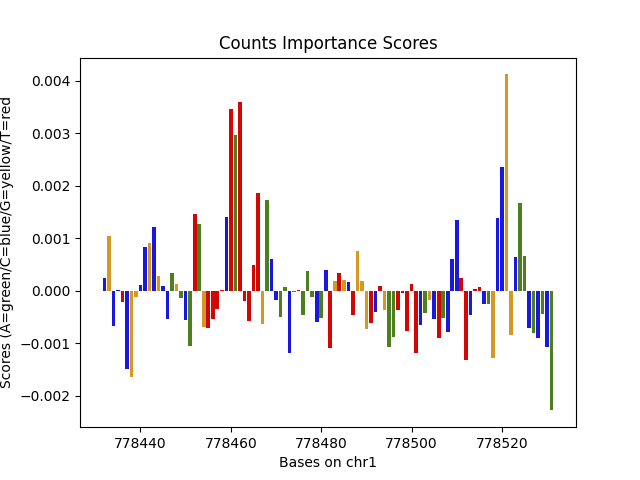 Counts Importance Scores
Scores (A=green/C=blue/G=yellow/T=red
0.004
0.003
0.002
0.001
0.000
−0.001
−0.002
778440 778460 778480 778500 778520
Bases on chr1